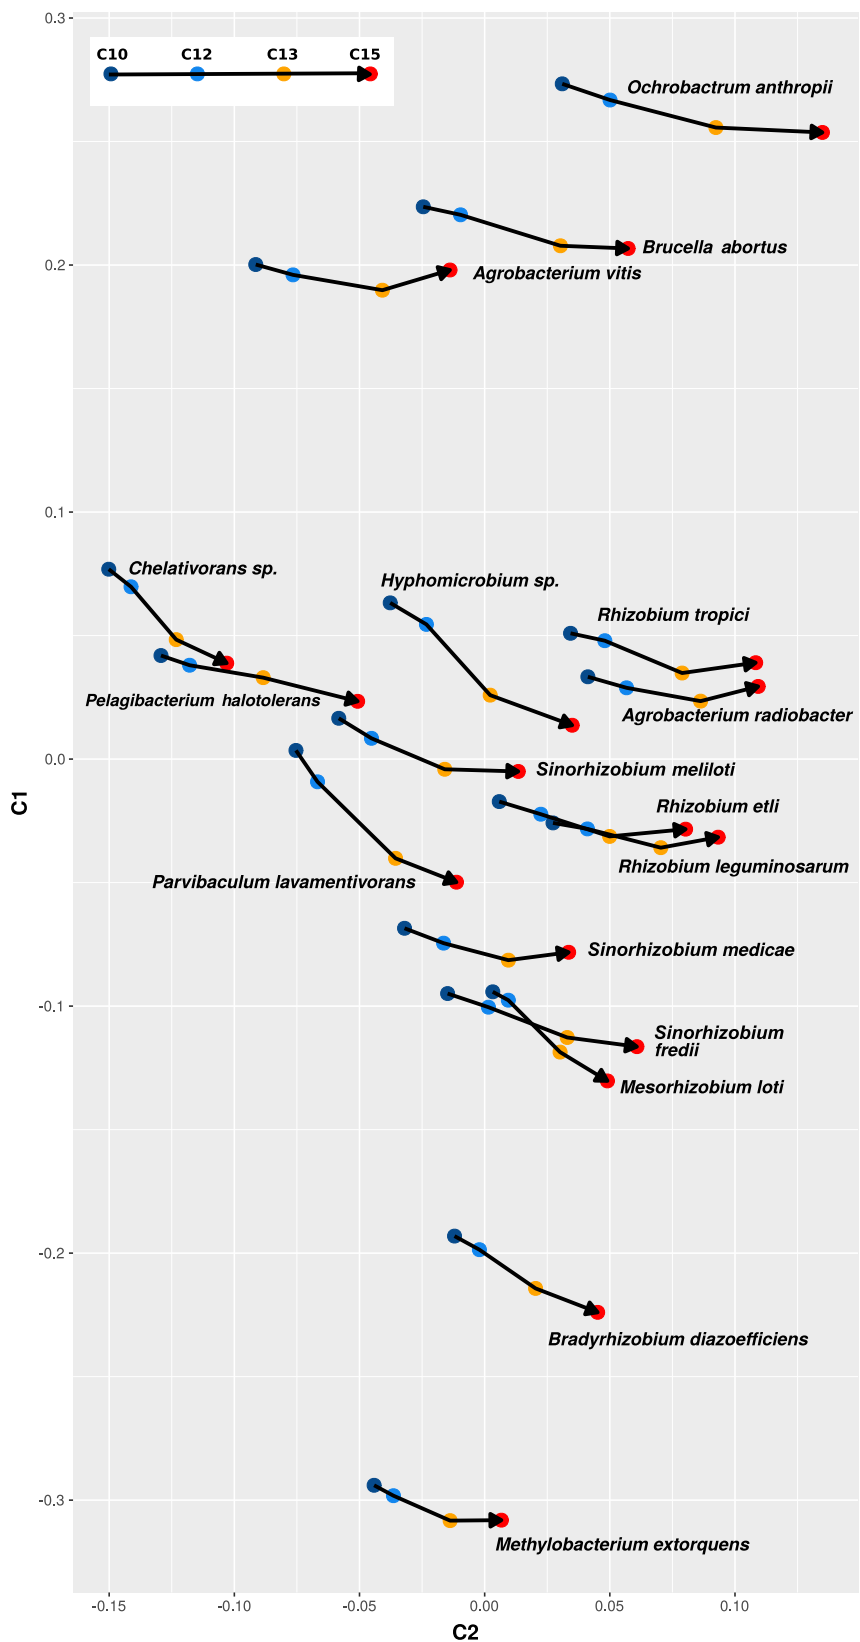 0.3
C10 C12 C13 C15
Ochrobactrum anthropii
Brucella abortus
0.2
Agrobacterium vitis
0.1
Chelativorans sp.
Hyphomicrobium sp.
Rhizobium tropici
Pelagibacterium halotolerans
Agrobacterium radiobacter
0.0
Sinorhizobium meliloti
C1
Rhizobium etli
Rhizobium leguminosarum
Parvibaculum lavamentivorans
Sinorhizobium medicae
-0.1
Sinorhizobium
fredii
Mesorhizobium loti
-0.2
Bradyrhizobium diazoefficiens
-0.3
Methylobacterium extorquens
-0.15 -0.10 -0.05 0.00 0.05 0.10
C2